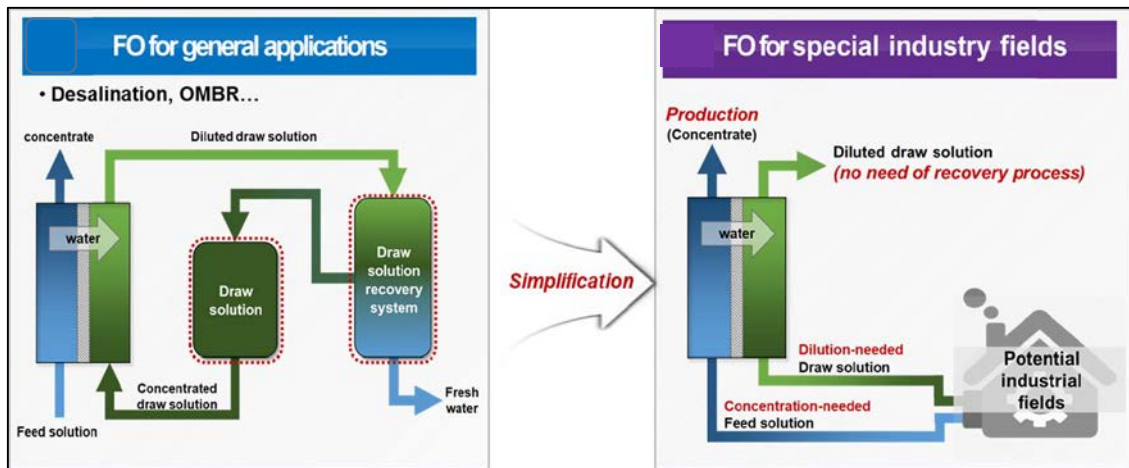 FO for general applications
• Desalination, OMBR...
concentrate
Diluted draw solution
water
Draw
solution
Draw
solution
recovery
system
Concentrated
draw solution
Feed solution
Fresh
water
Simplification
FO for special industry fields
Production
(Concentrate)
Diluted draw solution
(no need of recovery process)
water
Dilution-needed
Draw solution
Concentration-needed
Feed solution
Potential
industrial
fields